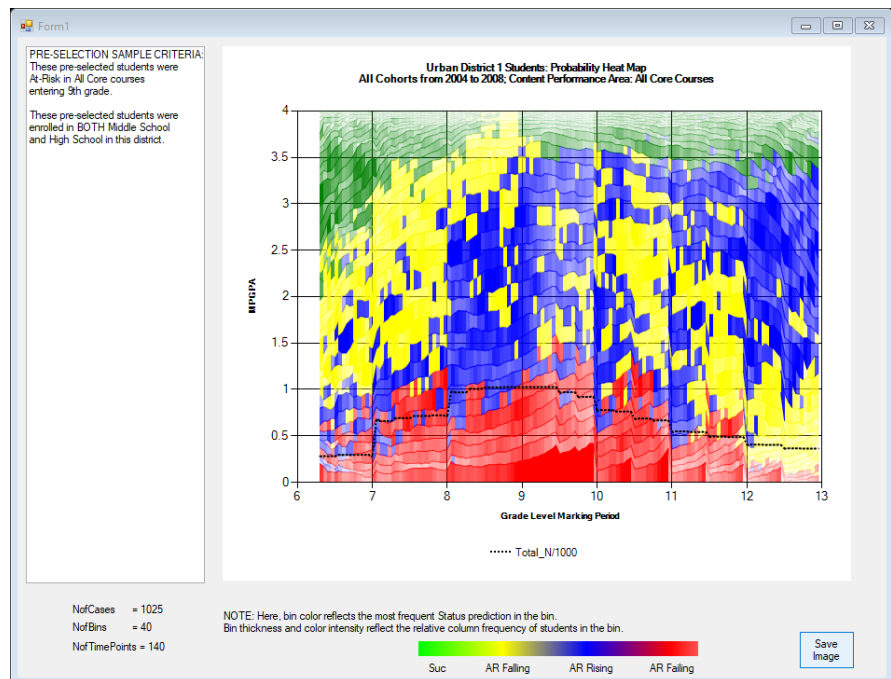 Form1
PRE-SELECTION SAMPLE CRITERIA:
These pre-selected students were
At-Risk in All Core courses
entering 9th grade.
These pre-selected students were
enrolled in BOTH Middle School
and High School in this district.
Urban District 1 Students: Probability Heat Map
All Cohorts from 2004 to 2008; Content Performance Area: All Core Courses
4
3.5
3
2.5
2
1.5
1
0.5
0
MPGPA
6 7 8 9 10 11 12 13
Grade Level Marking Period
Total_N/1000
NofCases = 1025
NofBins = 40
NofTimePoints = 140
NOTE: Here, bin color reflects the most frequent Status prediction in the bin.
Bin thickness and color intensity reflect the relative column frequency of students in the bin.
Suc AR Falling AR Rising AR Failing
Save
Image